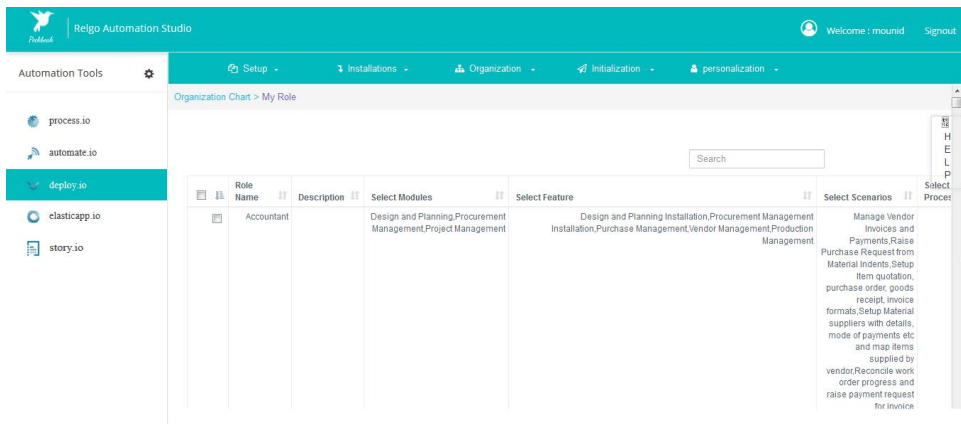 Relgo Automation Studio
Welcome : mounid
Signout
Automation Tools
Setup
Installations
Organization
Initialization
personalization
Organization Chart > My Role
process.io
automate.io
deploy.io
elasticapp.io
story.io
H
E
L
P
Search
Role
Name
Description
Select Modules
Select Feature
Select Scenarios
Select
Proces
Accountant
Design and Planning,Procurement
Management,Project Management
Design and Planning Installation,Procurement Management
Installation,Purchase Management,Vendor Management,Production
Management
Manage Vendor
Invoices and
Payments,Raise
Purchase Request from
Material Indents,Setup
Item quotation,
purchase order, goods
receipt, invoice
formats,Setup Material
suppliers with details,
mode of payments etc
and map items
supplied by
vendor,Reconcile work
order progress and
raise payment request
for invoice